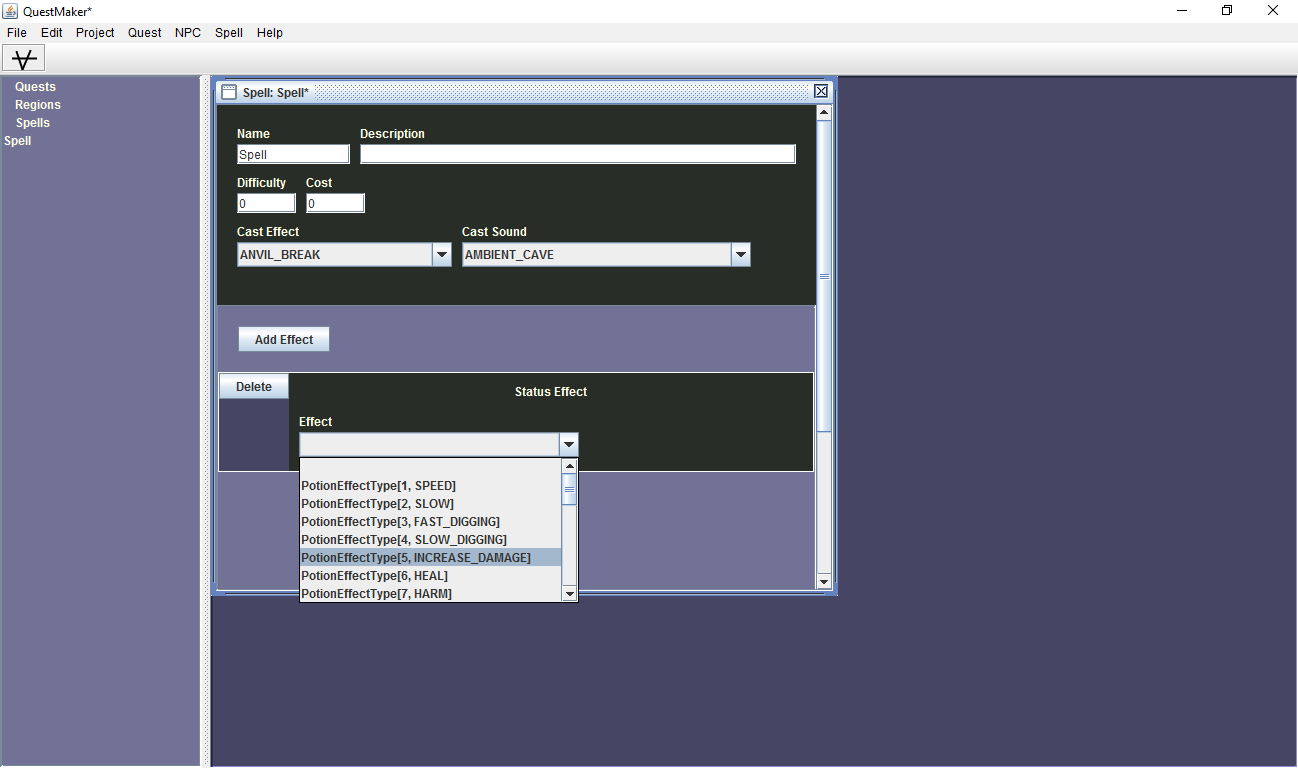 QuestMaker*
File Edit Project Quest NPC Spell Help
Quests
Regions
Spells
Spell
Spell: Spell*
Name Description
Spell
Difficulty Cost
0 0
Cast Effect Cast Sound
ANVIL_BREAK AMBIENT_CAVE
Add Effect
Delete
Status Effect
Effect
PotionEffectType[1, SPEED]
PotionEffectType[2, SLOW]
PotionEffectType[3, FAST_DIGGING]
PotionEffectType[4, SLOW_DIGGING]
PotionEffectType[5, INCREASE_DAMAGE]
PotionEffectType[6, HEAL]
PotionEffectType[7, HARM]